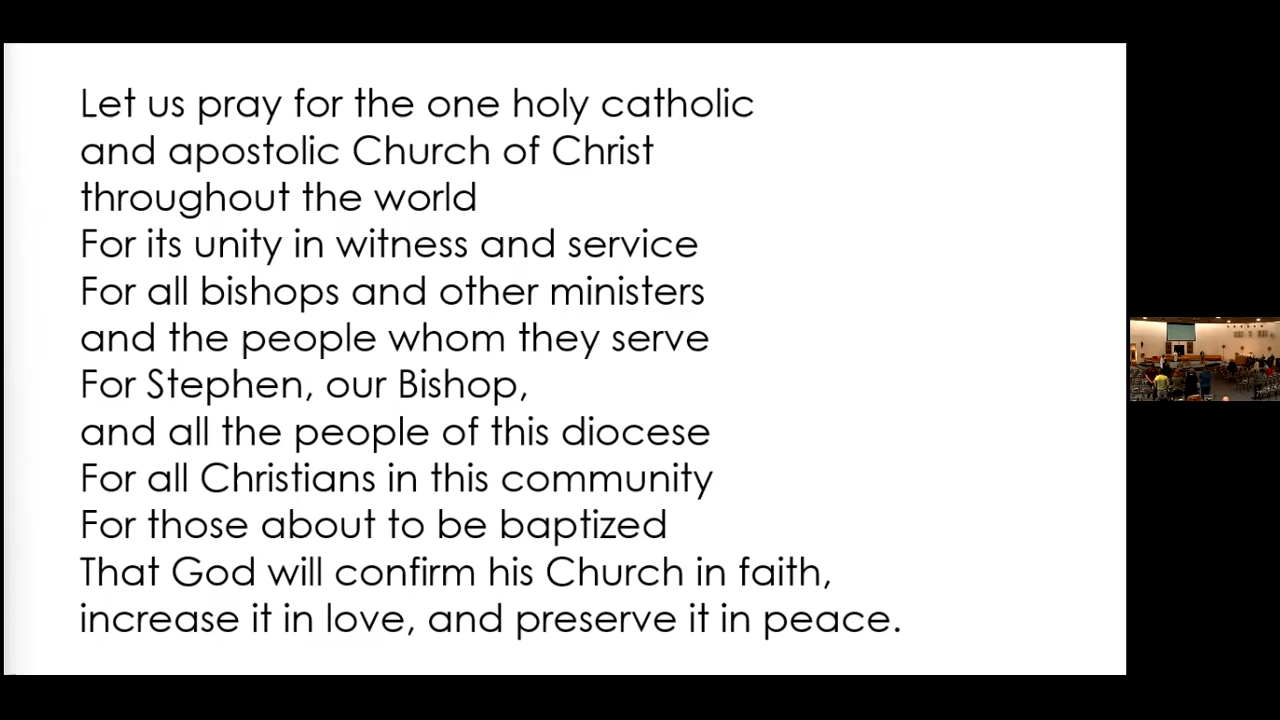 Let us pray for the one holy catholic
and apostolic Church of Christ
throughout the world
For its unity in witness and service
For all bishops and other ministers
and the people whom they serve
For Stephen, our Bishop,
and all the people of this diocese
For all Christians in this community
For those about to be baptized
That God will confirm his Church in faith,
increase it in love, and preserve it in peace.